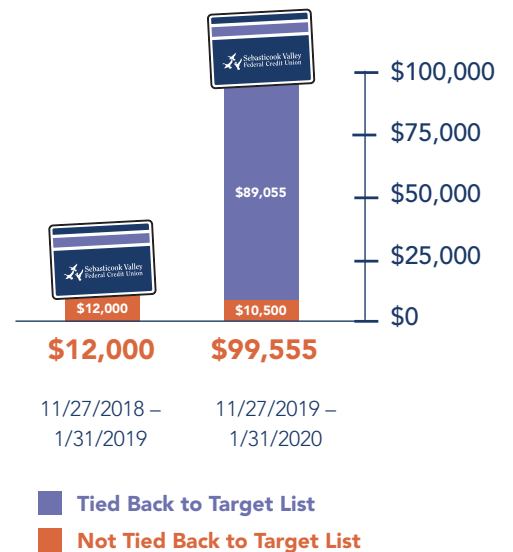 Sebasticook Valley
Federal Credit Union
$100,000
$75,000
$89,055
$50,000
Sebasticook Valley
Federal Credit Union
$25,000
$12,000
$10,500
$0
$12,000
$99,555
11/27/2018 –
1/31/2019
11/27/2019 –
1/31/2020
Tied Back to Target List
Not Tied Back to Target List